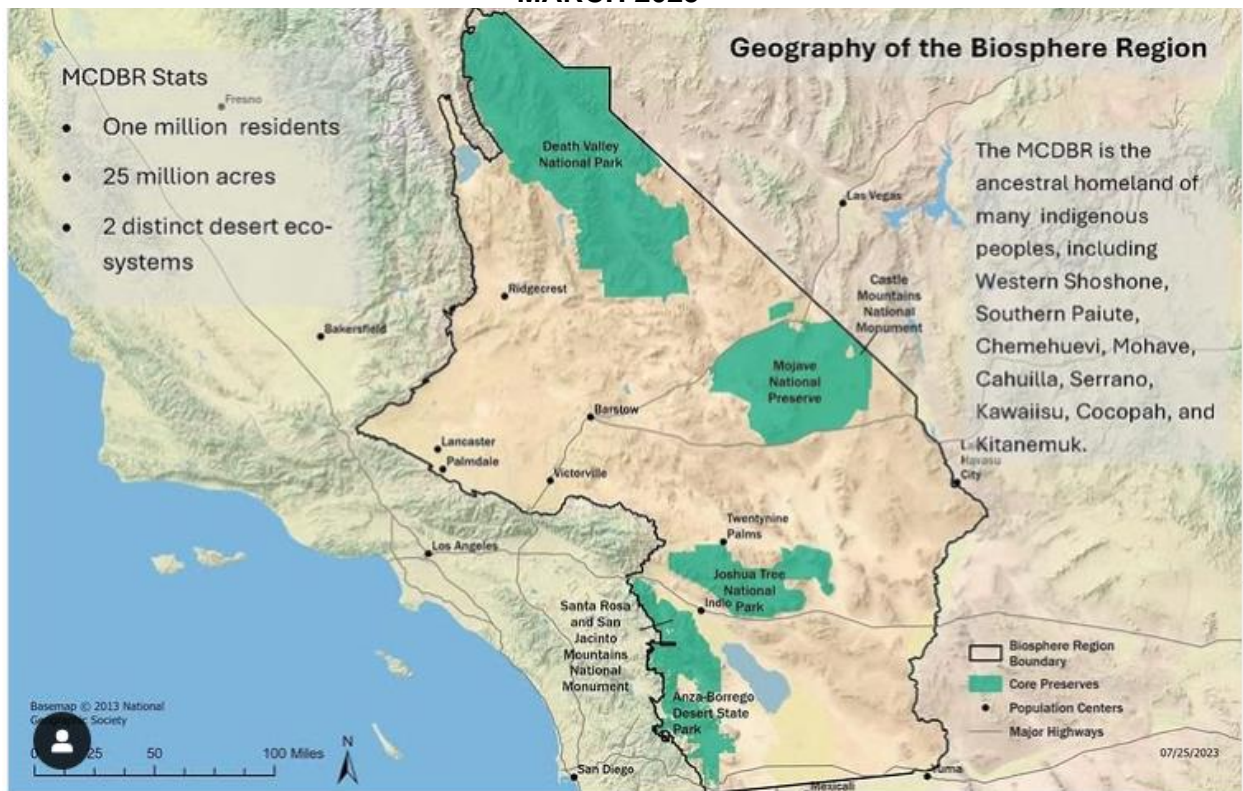 Geography of the Biosphere Region
MCDBR Stats
Fresno
• One million residents
• 25 million acres
• 2 distinct desert eco-
systems
The MCDBR is the
ancestral homeland of
many indigenous
peoples, including
Western Shoshone,
Southern Paiute,
Chemehuevi, Mohave,
Cahuilla, Serrano,
Kawaiisu, Cocopah, and
Kitanemuk.
Death Valley
National Park
Las Vegas
Ridgecrest
Castle
Mountains
National
Monument
Bakersfield
Mojave
National
Preserve
Barstow
Lancaster
Palmdale
Victorville
Havasu
City
Twentynine
Palms
Los Angeles
Joshua Tree
National
Park
Indio
Santa Rosa
and San
Jacinto
Mountains
National
Monument
Anza-Borrego
Desert State
Park
Biosphere Region
Boundary
Core Preserves
Population Centers
Major Highways
Basemap © 2013 National
Geographic Society
0 25 50 100 Miles
N
San Diego
Mexicali
Yuma
07/25/2023